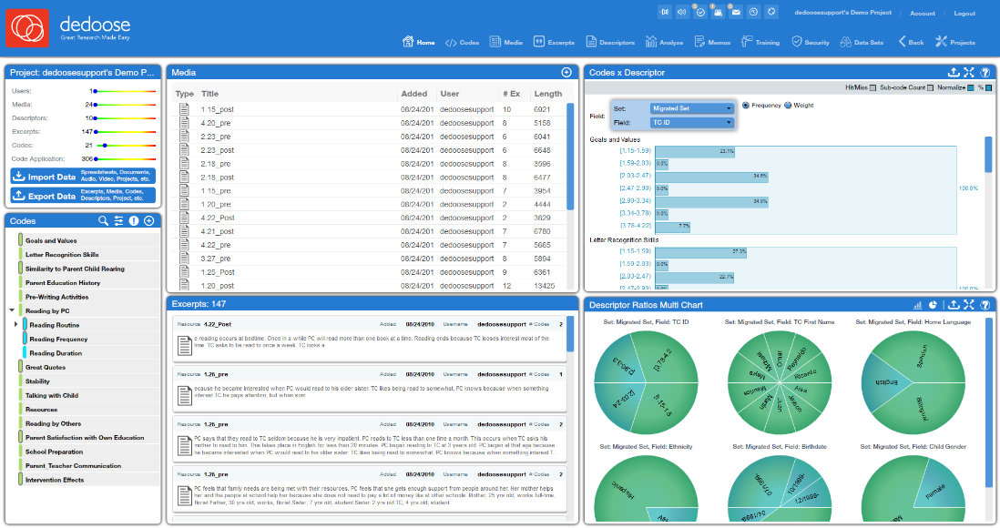 dedoose
Great Research Made Easy
0 1 0
dedoosesupport's Demo Project | Account | Logout
Home Codes Media Excerpts Descriptors Analyze Memos Training Security Data Sets Back Projects
Project: dedoosesupport's Demo P...
Users: 1
Media: 24
Descriptors: 10
Excerpts: 147
Codes: 21
Code Application: 306
Import Data Spreadsheets, Documents, Audio, Video, Projects, etc.
Export Data Excerpts, Media, Codes, Descriptors, Project, etc.
Codes
Goals and Values
Letter Recognition Skills
Similarity to Parent Child Rearing
Parent Education History
Pre-Writing Activities
Reading by PC
Reading Routine
Reading Frequency
Reading Duration
Great Quotes
Stability
Talking with Child
Resources
Reading by Others
Parent Satisfaction with Own Education
School Preparation
Parent_Teacher Communication
Intervention Effects
Media
Type Title Added User # Ex Length
1.15_post 08/24/201 dedoosesupport 10 6921
4.20_pre 08/24/201 dedoosesupport 8 5158
2.23_pre 08/24/201 dedoosesupport 6 6041
2.23_post 08/24/201 dedoosesupport 6 6648
2.18_pre 08/24/201 dedoosesupport 8 3596
2.18_post 08/24/201 dedoosesupport 8 6477
1.15_pre 08/24/201 dedoosesupport 7 3954
1.20_pre 08/24/201 dedoosesupport 2 4444
4.22_Post 08/24/201 dedoosesupport 2 3829
4.21_post 08/24/201 dedoosesupport 7 6780
4.22_pre 08/24/201 dedoosesupport 7 5665
3.27_pre 08/24/201 dedoosesupport 8 5894
1.25_Post 08/24/201 dedoosesupport 9 6361
1.20_post 08/24/201 dedoosesupport 12 13425
Excerpts: 147
Resource 4.22_Post Added 08/24/2010 Username dedoosesupport # Codes 2
e reading occurs at bedtime. Once in a while PC will read more than one book at a time. Reading ends because TC looses interest most of the
time. TC asks to be read to once a week. TC looks a
Resource 1.25_pre Added 08/24/2010 Username dedoosesupport # Codes 1
ecause he became interested when PC would read to his older sister. TC likes being read to somewhat, PC knows because when something
interest TC he pays attention, but when som
Resource 1.25_pre Added 08/24/2010 Username dedoosesupport # Codes 2
PC says that they read to TC seldom because he is very impatient. PC reads to TC less than one time a month. This occurs when TC asks his
mother to read to him. This takes place in English for less than 20 minutes. PC began reading to TC at 3 years old. PC began at that age because
he became interested when PC would read to his older sister. TC likes being read to somewhat, PC knows because when something interest T...
Resource 1.25_pre Added 08/24/2010 Username dedoosesupport # Codes 2
PC feels that family needs are being met with their resources. PC feels that she gets enough support from people around her. Her mother helps
her and the people at school help her because she does not need to pay a lot of money like at other schools. Mother, 25 yrs old, works full-time,
florist Father, 30 yrs old, works, florist Sister, 7 yrs old, student Sister 2 yrs old TC, 4 yrs old, student
Codes x Descriptor
Hit/Miss Sub-code Count Normalize %
Field: Set: Migrated Set Frequency Weight
Field: TC ID
Goals and Values
[1.15-1.59) 23.1%
[1.59-2.03) 0.0%
[2.03-2.47) 34.6%
[2.47-2.90) 0.0%
[2.90-3.34) 34.6%
[3.34-3.78) 0.0%
[3.78-4.22] 7.7%
100.0%
Letter Recognition Skills
[1.15-1.59) 27.3%
[1.59-2.03) 0.0%
[2.03-2.47) 22.7%
[2.47-2.90) 0.0%
100.0%
Descriptor Ratios Multi Chart
Set: Migrated Set, Field: TC ID
[3.78-4.2
[2.90-3.3
[2.03-2.4
[1.15-1.5
Set: Migrated Set, Field: TC First Name
Omar
Reynaldo
Ricardo
Aisa
Jason
Jen
Martin
Mauricio
Mayra
Set: Migrated Set, Field: Home Language
Spanish
English
Bilingual
Set: Migrated Set, Field: Ethnicity
Hispanic
Set: Migrated Set, Field: Birthdate
07/1999-
10/1999-
12/1999-
Set: Migrated Set, Field: Child Gender
Female